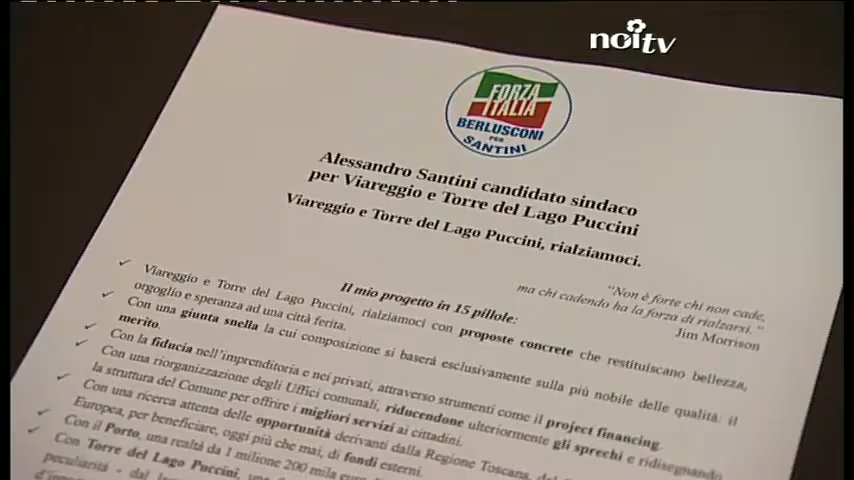 noitv
FORZA
ITALIA
BERLUSCONI
PER
SANTINI
Alessandro Santini candidato sindaco
per Viareggio e Torre del Lago Puccini
Viareggio e Torre del Lago Puccini, rialziamoci.
"Non è forte chi non cade,
ma chi cadendo ha la forza di rialzarsi."
Jim Morrison
Il mio progetto in 15 pillole:
Viareggio e Torre del Lago Puccini, rialziamoci con proposte concrete che restituiscano bellezza,
orgoglio e speranza ad una città ferita.
Con una giunta snella la cui composizione si baserà esclusivamente sulla più nobile delle qualità: il
merito.
Con la fiducia nell'imprenditoria e nei privati, attraverso strumenti come il project financing.
Con una riorganizzazione degli Uffici comunali, riducendone ulteriormente gli sprechi e ridisegnando
la struttura del Comune per offrire i migliori servizi ai cittadini.
Con una ricerca attenta delle opportunità derivanti dalla Regione Toscana,
Europea, per beneficiare, oggi più che mai, di fondi esterni.
Con il Porto, una realtà da 1 milione 200 mila
Con Torre del Lago Puccini,
peculiarità - dal